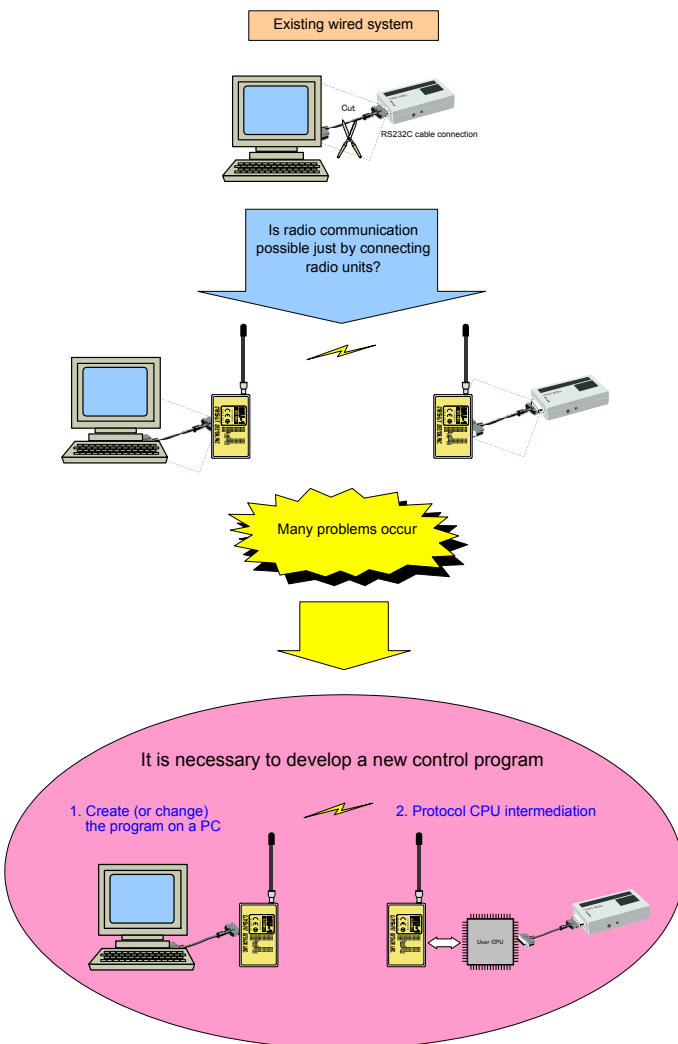 Existing wired system
Cut
RS232C cable connection
Is radio communication
possible just by connecting
radio units?
Many problems occur
It is necessary to develop a new control program
1. Create (or change)
the program on a PC
2. Protocol CPU intermediation
User CPU